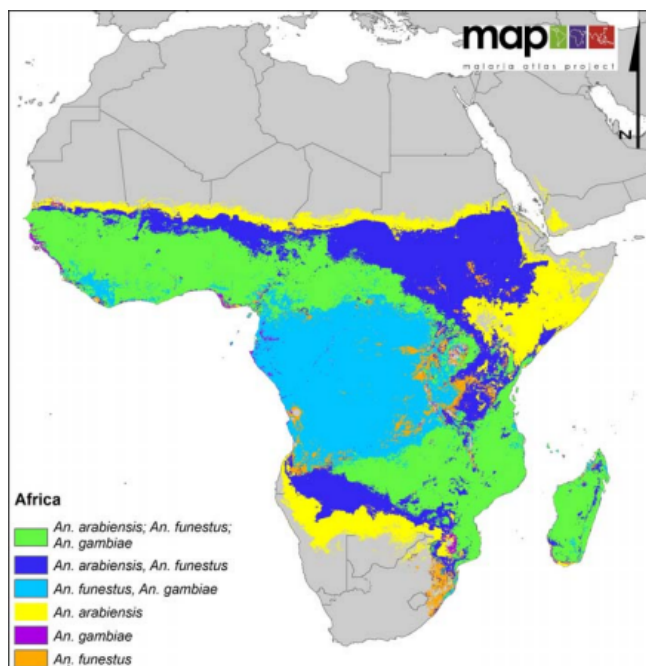 map
malaria atlas project
N
Africa
An. arabiensis; An. funestus;
An. gambiae
An. arabiensis, An. funestus
An. funestus, An. gambiae
An. arabiensis
An. gambiae
An. funestus